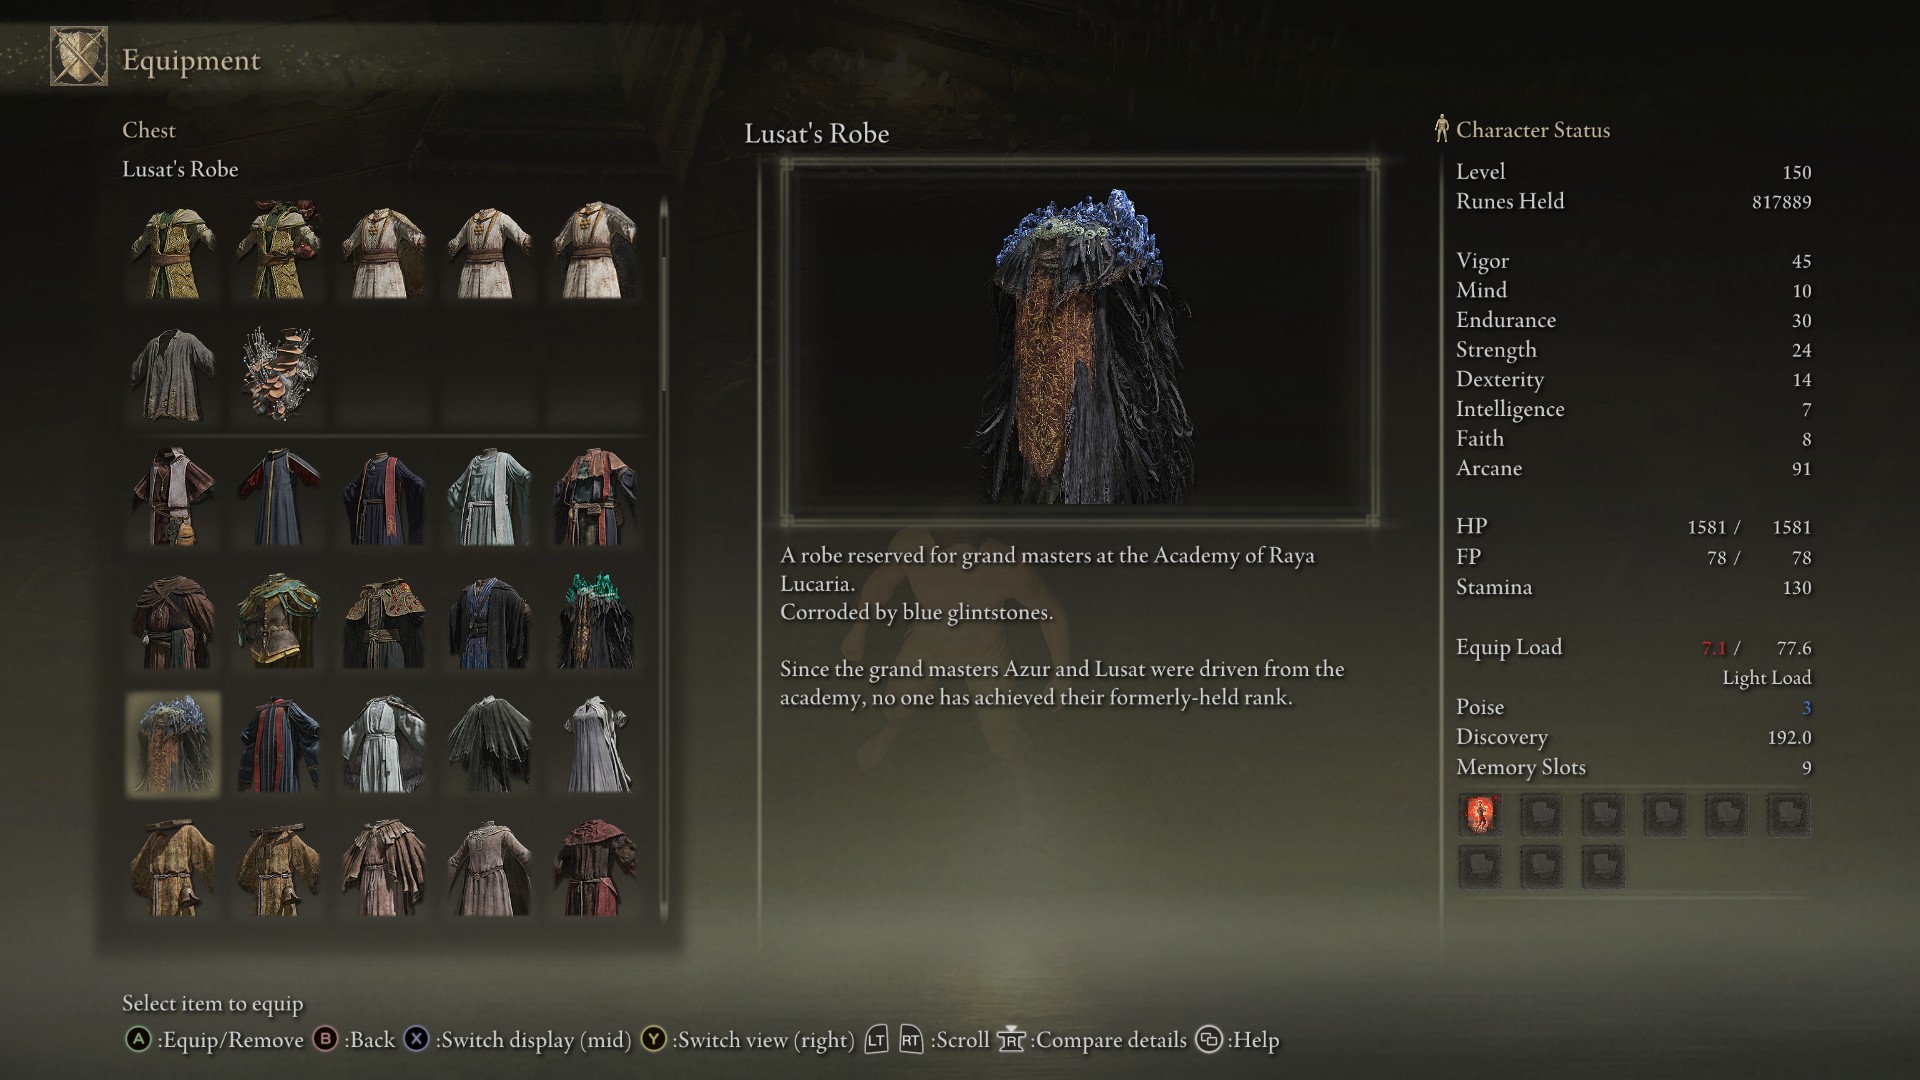 Equipment
Chest
Lusat's Robe
Lusat's Robe
A robe reserved for grand masters at the Academy of Raya
Lucaria.
Corroded by blue glintstones.
Since the grand masters Azur and Lusat were driven from the
academy, no one has achieved their formerly-held rank.
Character Status
Level 150
Runes Held 817889
Vigor 45
Mind 10
Endurance 30
Strength 24
Dexterity 14
Intelligence 7
Faith 8
Arcane 91
HP 1581 / 1581
FP 78 / 78
Stamina 130
Equip Load 7.1 / 77.6
Light Load
Poise 3
Discovery 192.0
Memory Slots 9
Select item to equip
A :Equip/Remove B :Back X :Switch display (mid) Y :Switch view (right) LT RT :Scroll R :Compare details :Help